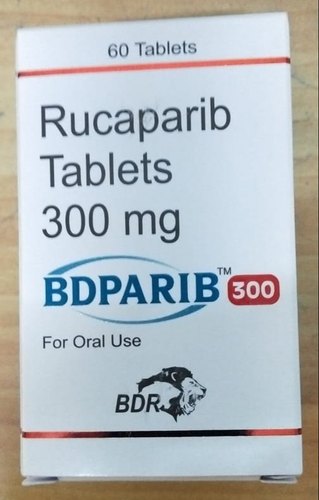 60 Tablets
Rucaparib
Tablets
300 mg
BDPARIB™ 300
For Oral Use
BDR